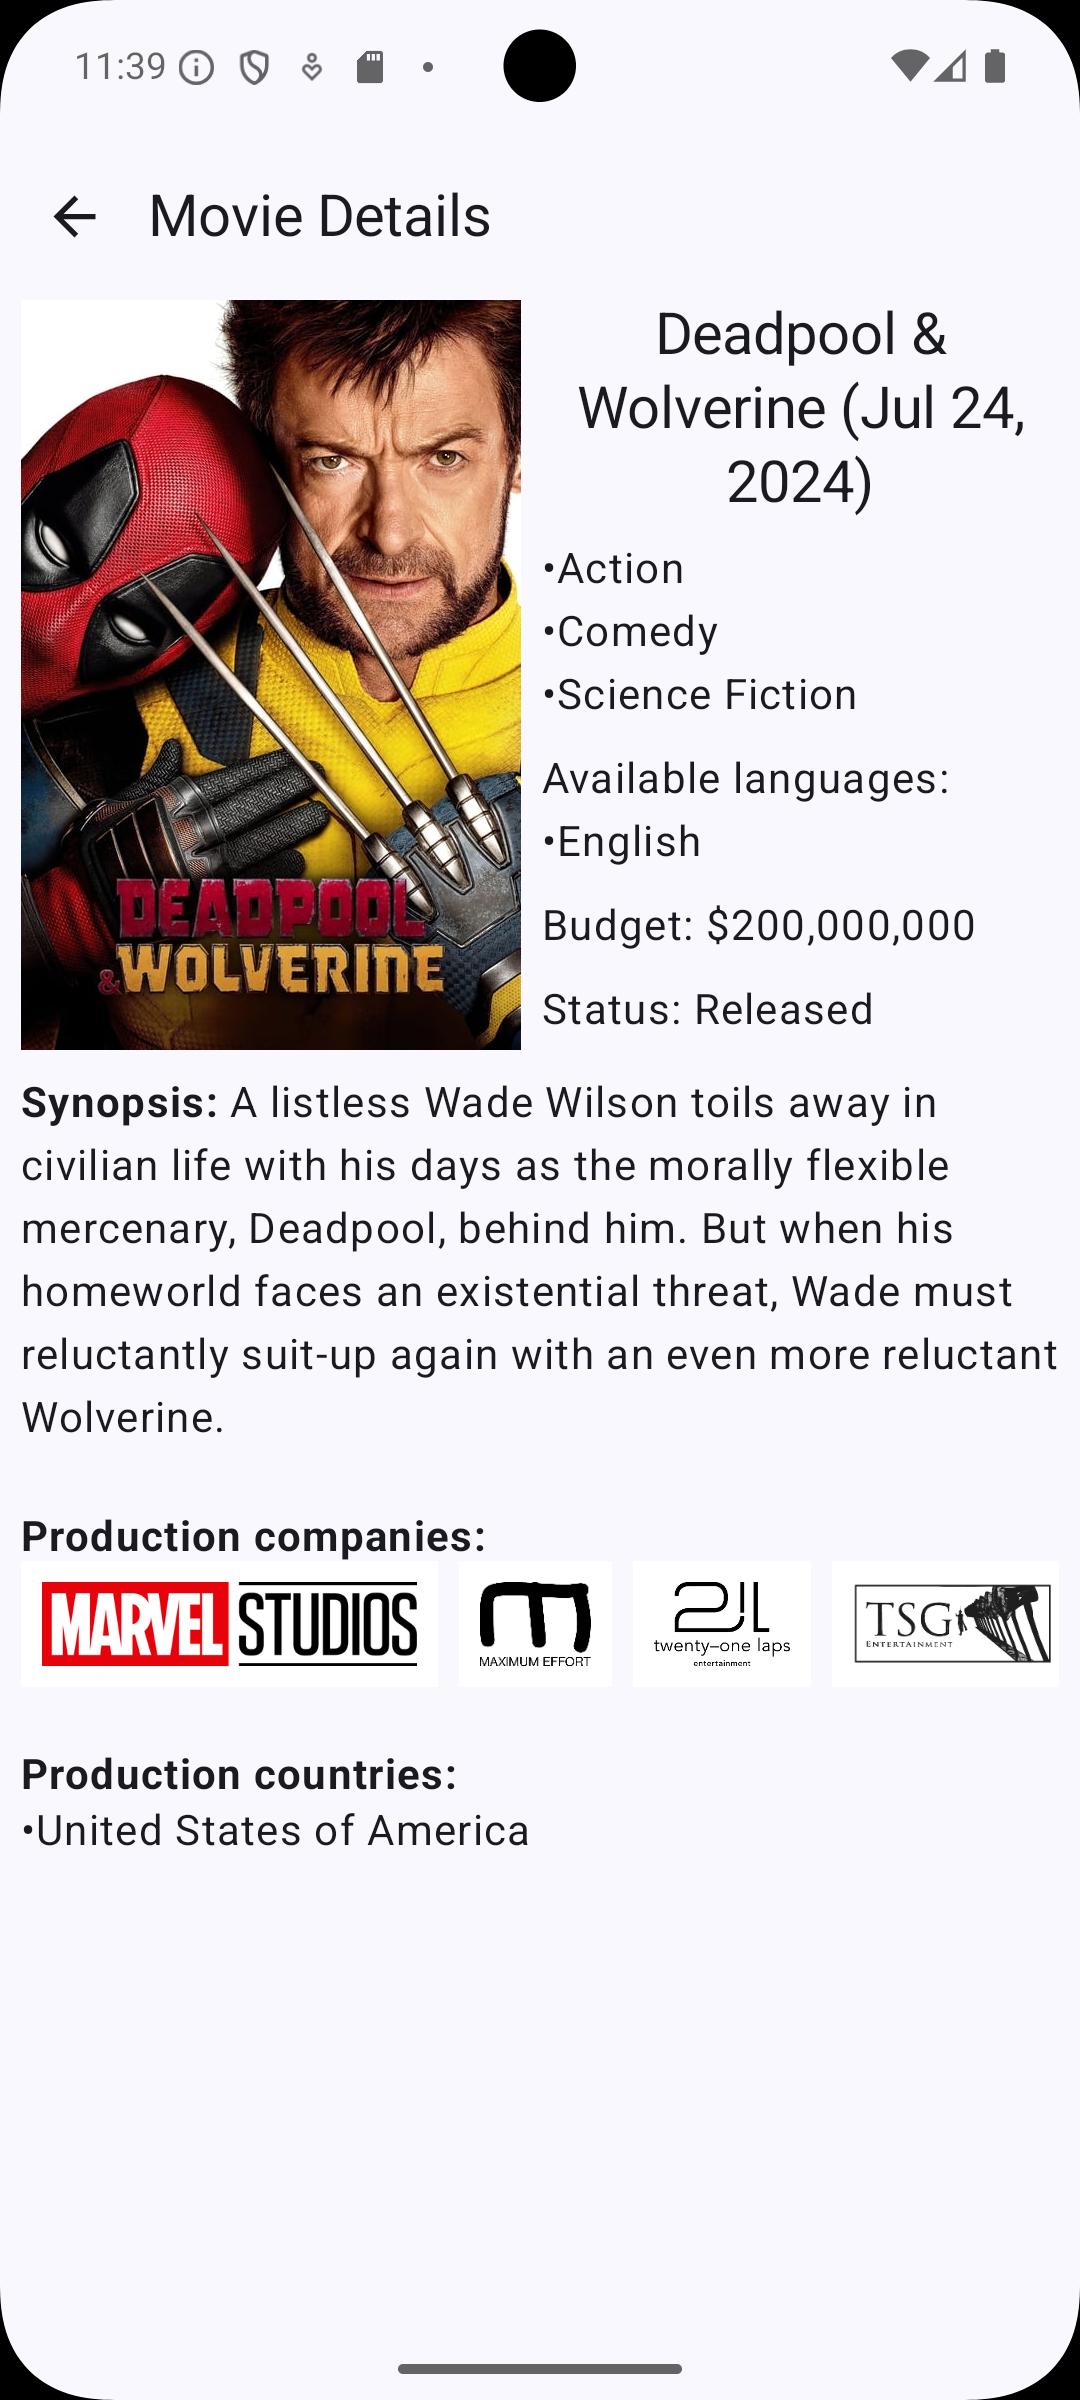 11:39
Movie Details
Deadpool &
Wolverine (Jul 24,
2024)
•Action
•Comedy
•Science Fiction
Available languages:
•English
Budget: $200,000,000
Status: Released
DEADPOOL
&WOLVERINE
Synopsis: A listless Wade Wilson toils away in
civilian life with his days as the morally flexible
mercenary, Deadpool, behind him. But when his
homeworld faces an existential threat, Wade must
reluctantly suit-up again with an even more reluctant
Wolverine.
Production companies:
MARVEL STUDIOS
MAXIMUM EFFORT
21L
twenty-one laps
entertainment
TSG
ENTERTAINMENT
Production countries:
•United States of America